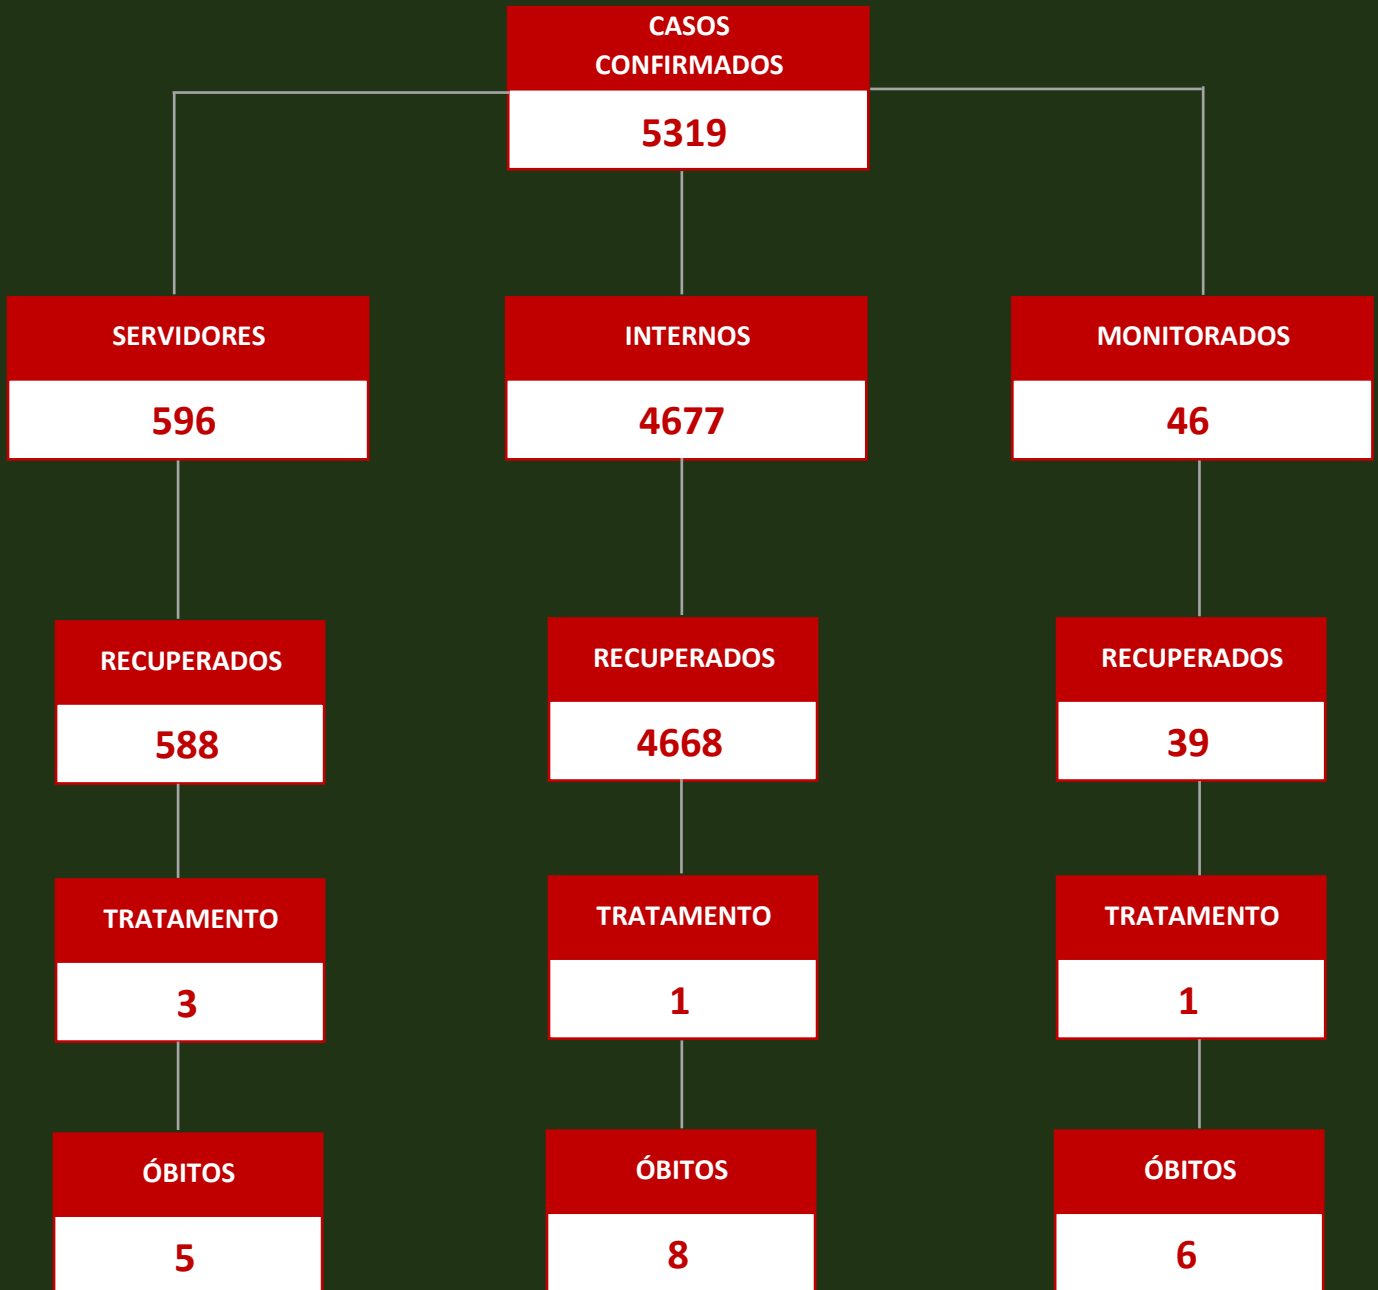 CASOS
CONFIRMADOS
5319
SERVIDORES
596
INTERNOS
4677
MONITORADOS
46
RECUPERADOS
588
RECUPERADOS
4668
RECUPERADOS
39
TRATAMENTO
3
TRATAMENTO
1
TRATAMENTO
1
ÓBITOS
5
ÓBITOS
8
ÓBITOS
6